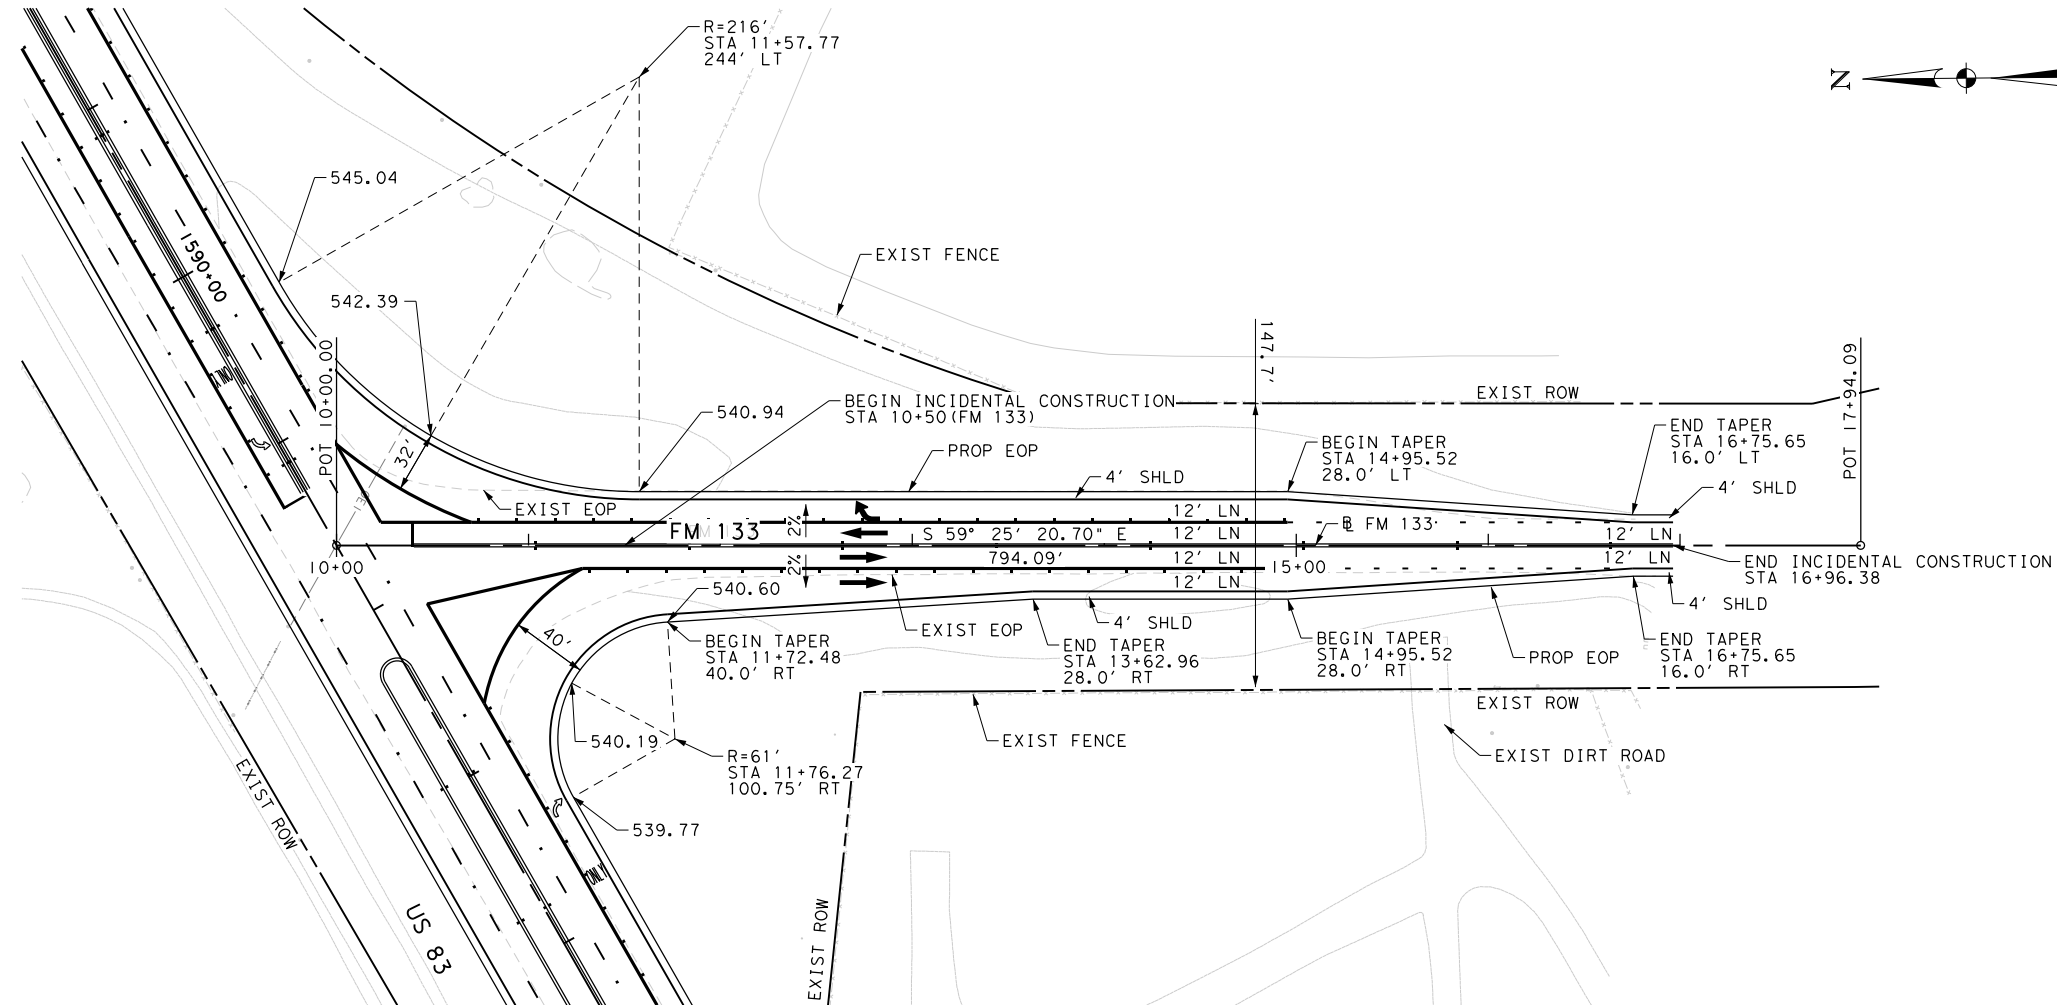 R=216'
STA 11+57.77
244' LT
N
545.04
1590+00
EXIST FENCE
542.39
147.7'
POT 10+00.00
POT 17+94.09
ONLY
EXIST ROW
BEGIN INCIDENTAL CONSTRUCTION
STA 10+50(FM 133)
540.94
END TAPER
STA 16+75.65
16.0' LT
BEGIN TAPER
STA 14+95.52
28.0' LT
PROP EOP
32'
4' SHLD
4' SHLD
EXIST EOP
12' LN
2%
FM 133
S 59° 25' 20.70" E
12' LN
℄ FM 133
12' LN
794.09'
12' LN
12' LN
10+00
2%
15+00
END INCIDENTAL CONSTRUCTION
STA 16+96.38
12' LN
540.60
4' SHLD
4' SHLD
EXIST EOP
40'
BEGIN TAPER
STA 11+72.48
40.0' RT
END TAPER
STA 13+62.96
28.0' RT
BEGIN TAPER
STA 14+95.52
28.0' RT
PROP EOP
END TAPER
STA 16+75.65
16.0' RT
EXIST ROW
540.19
EXIST FENCE
EXIST DIRT ROAD
R=61'
STA 11+76.27
100.75' RT
EXIST ROW
539.77
ONLY
EXIST ROW
US 83